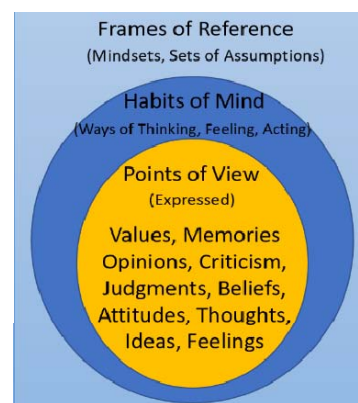 Frames of Reference
(Mindsets, Sets of Assumptions)
Habits of Mind
(Ways of Thinking, Feeling, Acting)
Points of View
(Expressed)
Values, Memories
Opinions, Criticism,
Judgments, Beliefs,
Attitudes, Thoughts,
Ideas, Feelings